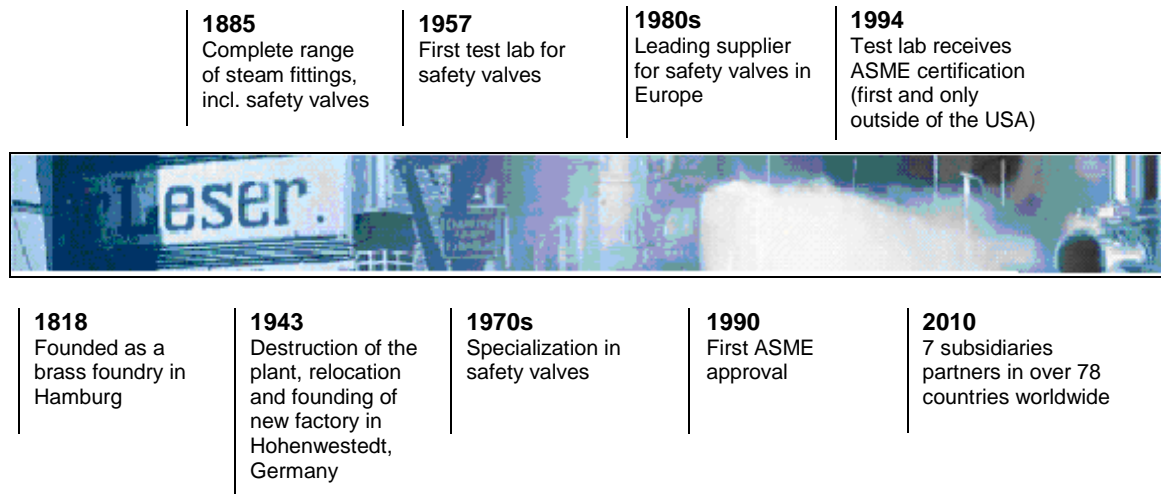 1885
Complete range
of steam fittings,
incl. safety valves
1957
First test lab for
safety valves
1980s
Leading supplier
for safety valves in
Europe
1994
Test lab receives
ASME certification
(first and only
outside of the USA)
Leser.
1818
Founded as a
brass foundry in
Hamburg
1943
Destruction of the
plant, relocation
and founding of
new factory in
Hohenwestedt,
Germany
1970s
Specialization in
safety valves
1990
First ASME
approval
2010
7 subsidiaries
partners in over 78
countries worldwide